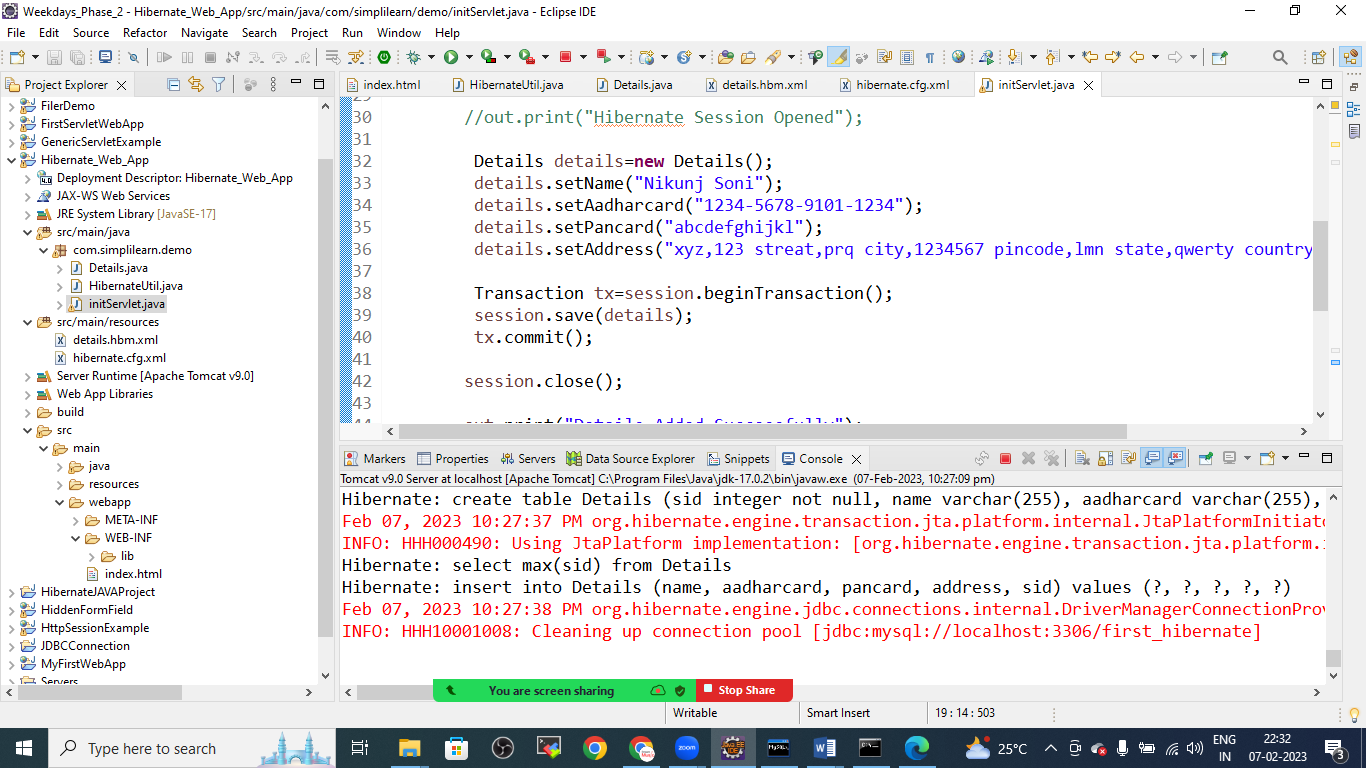 Weekdays_Phase_2 - Hibernate_Web_App/src/main/java/com/simplilearn/demo/initServlet.java - Eclipse IDE
File Edit Source Refactor Navigate Search Project Run Window Help
Project Explorer
FilerDemo
FirstServletWebApp
GenericServletExample
Hibernate_Web_App
Deployment Descriptor: Hibernate_Web_App
JAX-WS Web Services
JRE System Library [JavaSE-17]
src/main/java
com.simplilearn.demo
Details.java
HibernateUtil.java
initServlet.java
src/main/resources
details.hbm.xml
hibernate.cfg.xml
Server Runtime [Apache Tomcat v9.0]
Web App Libraries
build
src
main
java
resources
webapp
META-INF
WEB-INF
lib
index.html
HibernateJAVAProject
HiddenFormField
HttpSessionExample
JDBCConnection
MyFirstWebApp
Servers
index.html HibernateUtil.java Details.java details.hbm.xml hibernate.cfg.xml initServlet.java
29
30 //out.print("Hibernate Session Opened");
31
32 Details details=new Details();
33 details.setName("Nikunj Soni");
34 details.setAadharcard("1234-5678-9101-1234");
35 details.setPancard("abcdefghijkl");
36 details.setAddress("xyz,123 streat,prq city,1234567 pincode,lmn state,qwerty country
37
38 Transaction tx=session.beginTransaction();
39 session.save(details);
40 tx.commit();
41
42 session.close();
43
44 out.print("Details Added Successfully");
Markers Properties Servers Data Source Explorer Snippets Console
Tomcat v9.0 Server at localhost [Apache Tomcat] C:\Program Files\Java\jdk-17.0.2\bin\javaw.exe (07-Feb-2023, 10:27:09 pm)
Hibernate: create table Details (sid integer not null, name varchar(255), aadharcard varchar(255),
Feb 07, 2023 10:27:37 PM org.hibernate.engine.transaction.jta.platform.internal.JtaPlatformInitiato
INFO: HHH000490: Using JtaPlatform implementation: [org.hibernate.engine.transaction.jta.platform.i
Hibernate: select max(sid) from Details
Hibernate: insert into Details (name, aadharcard, pancard, address, sid) values (?, ?, ?, ?, ?)
Feb 07, 2023 10:27:38 PM org.hibernate.engine.jdbc.connections.internal.DriverManagerConnectionProv
INFO: HHH10001008: Cleaning up connection pool [jdbc:mysql://localhost:3306/first_hibernate]
You are screen sharing Stop Share
Writable Smart Insert 19 : 14 : 503
Type here to search
zoom
25°C
ENG
IN
22:32
07-02-2023
3